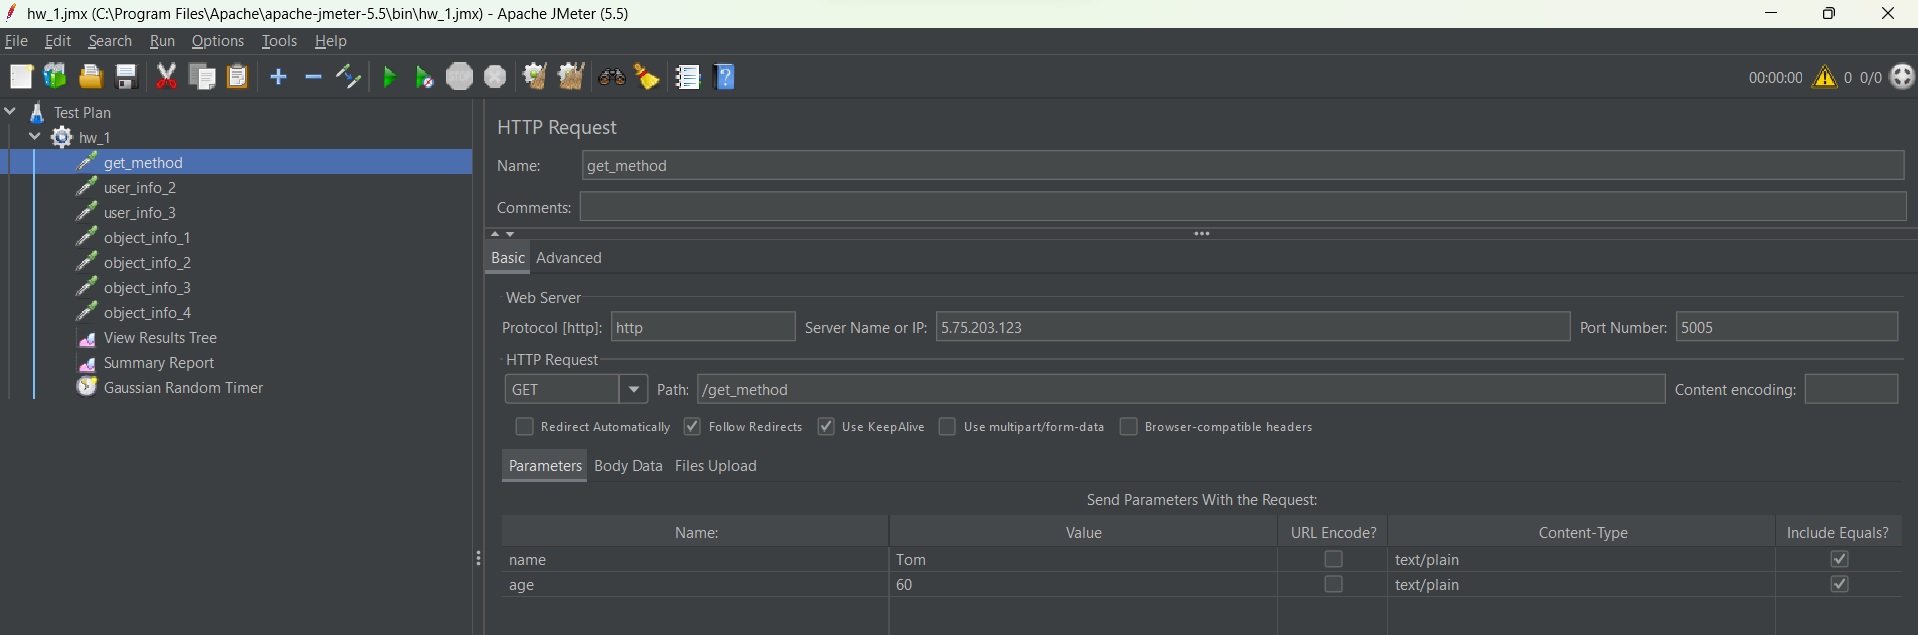 hw_1.jmx (C:\Program Files\Apache\apache-jmeter-5.5\bin\hw_1.jmx) - Apache JMeter (5.5)
File Edit Search Run Options Tools Help
STOP
00:00:00 0 0/0
Test Plan
hw_1
get_method
user_info_2
user_info_3
object_info_1
object_info_2
object_info_3
object_info_4
View Results Tree
Summary Report
Gaussian Random Timer
HTTP Request
Name: get_method
Comments:
Basic Advanced
Web Server
Protocol [http]: http Server Name or IP: 5.75.203.123 Port Number: 5005
HTTP Request
GET Path: /get_method Content encoding:
Redirect Automatically Follow Redirects Use KeepAlive Use multipart/form-data Browser-compatible headers
Parameters Body Data Files Upload
Send Parameters With the Request:
Name: Value URL Encode? Content-Type Include Equals?
name Tom text/plain
age 60 text/plain